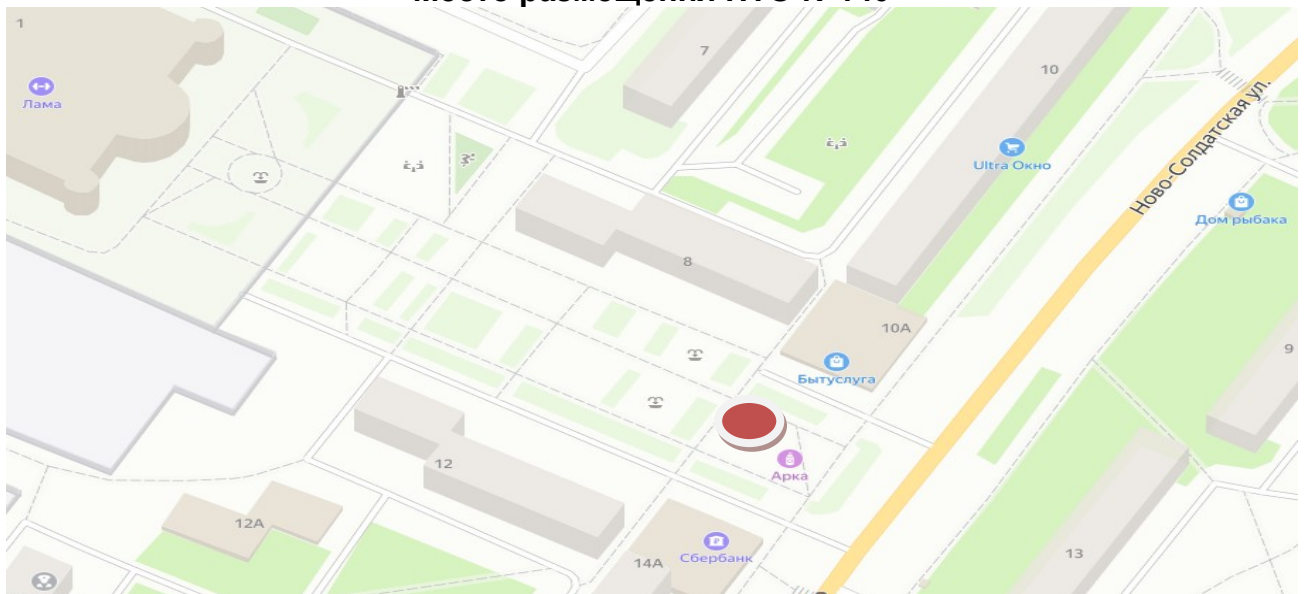 1
Лама
7
10
Ultra Окно
Ново-Солдатская ул.
Дом рыбака
8
10А
9
Бытуслуга
Арка
12
12А
Сбербанк
14А
13